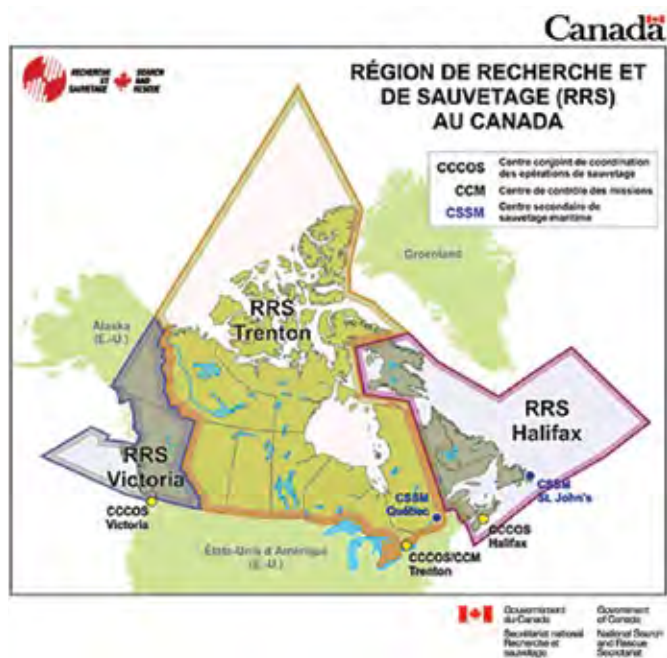 Canada
RECHERCHE
ET
SAUVETAGE
SEARCH
AND
RESCUE
RÉGION DE RECHERCHE ET
DE SAUVETAGE (RRS)
AU CANADA
CCCOS Centre conjoint de coordination
des opérations de sauvetage
CCM Centre de contrôle des missions
CSSM Centre secondaire de
sauvetage maritime
Groenland
RRS
Trenton
Alaska
(É.-U.)
RRS
Halifax
RRS
Victoria
CSSM
St. John's
CSSM
Québec
CCCOS
Victoria
CCCOS
Halifax
États-Unis d'Amérique
(É.-U.)
CCCOS/CCM
Trenton
Gouvernement
du Canada
Government
of Canada
Secrétariat national
Recherche et
sauvetage
National Search
and Rescue
Secretariat